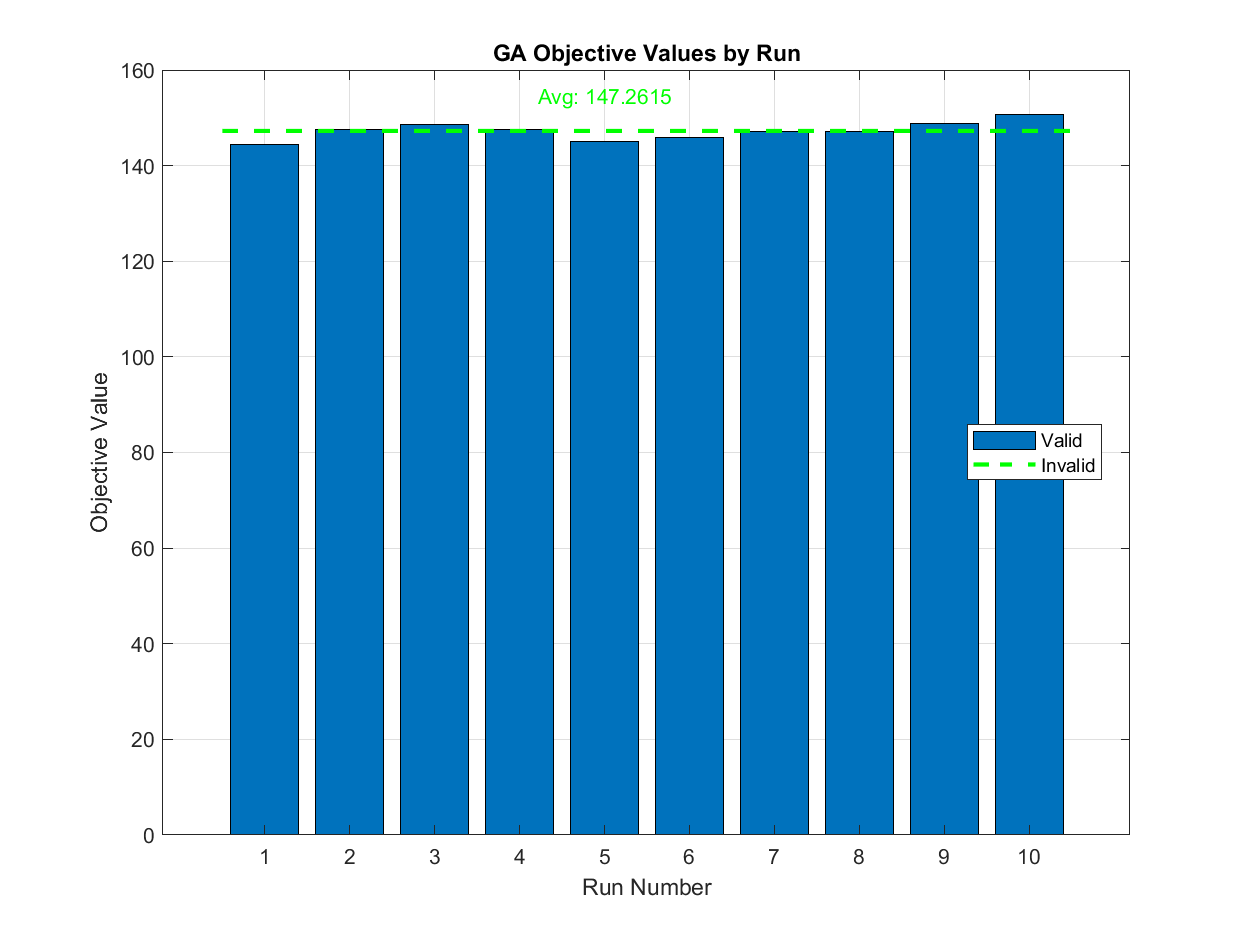 GA Objective Values by Run
Avg: 147.2615
160
140
120
100
80
60
40
20
0
Objective Value
Valid
Invalid
1 2 3 4 5 6 7 8 9 10
Run Number